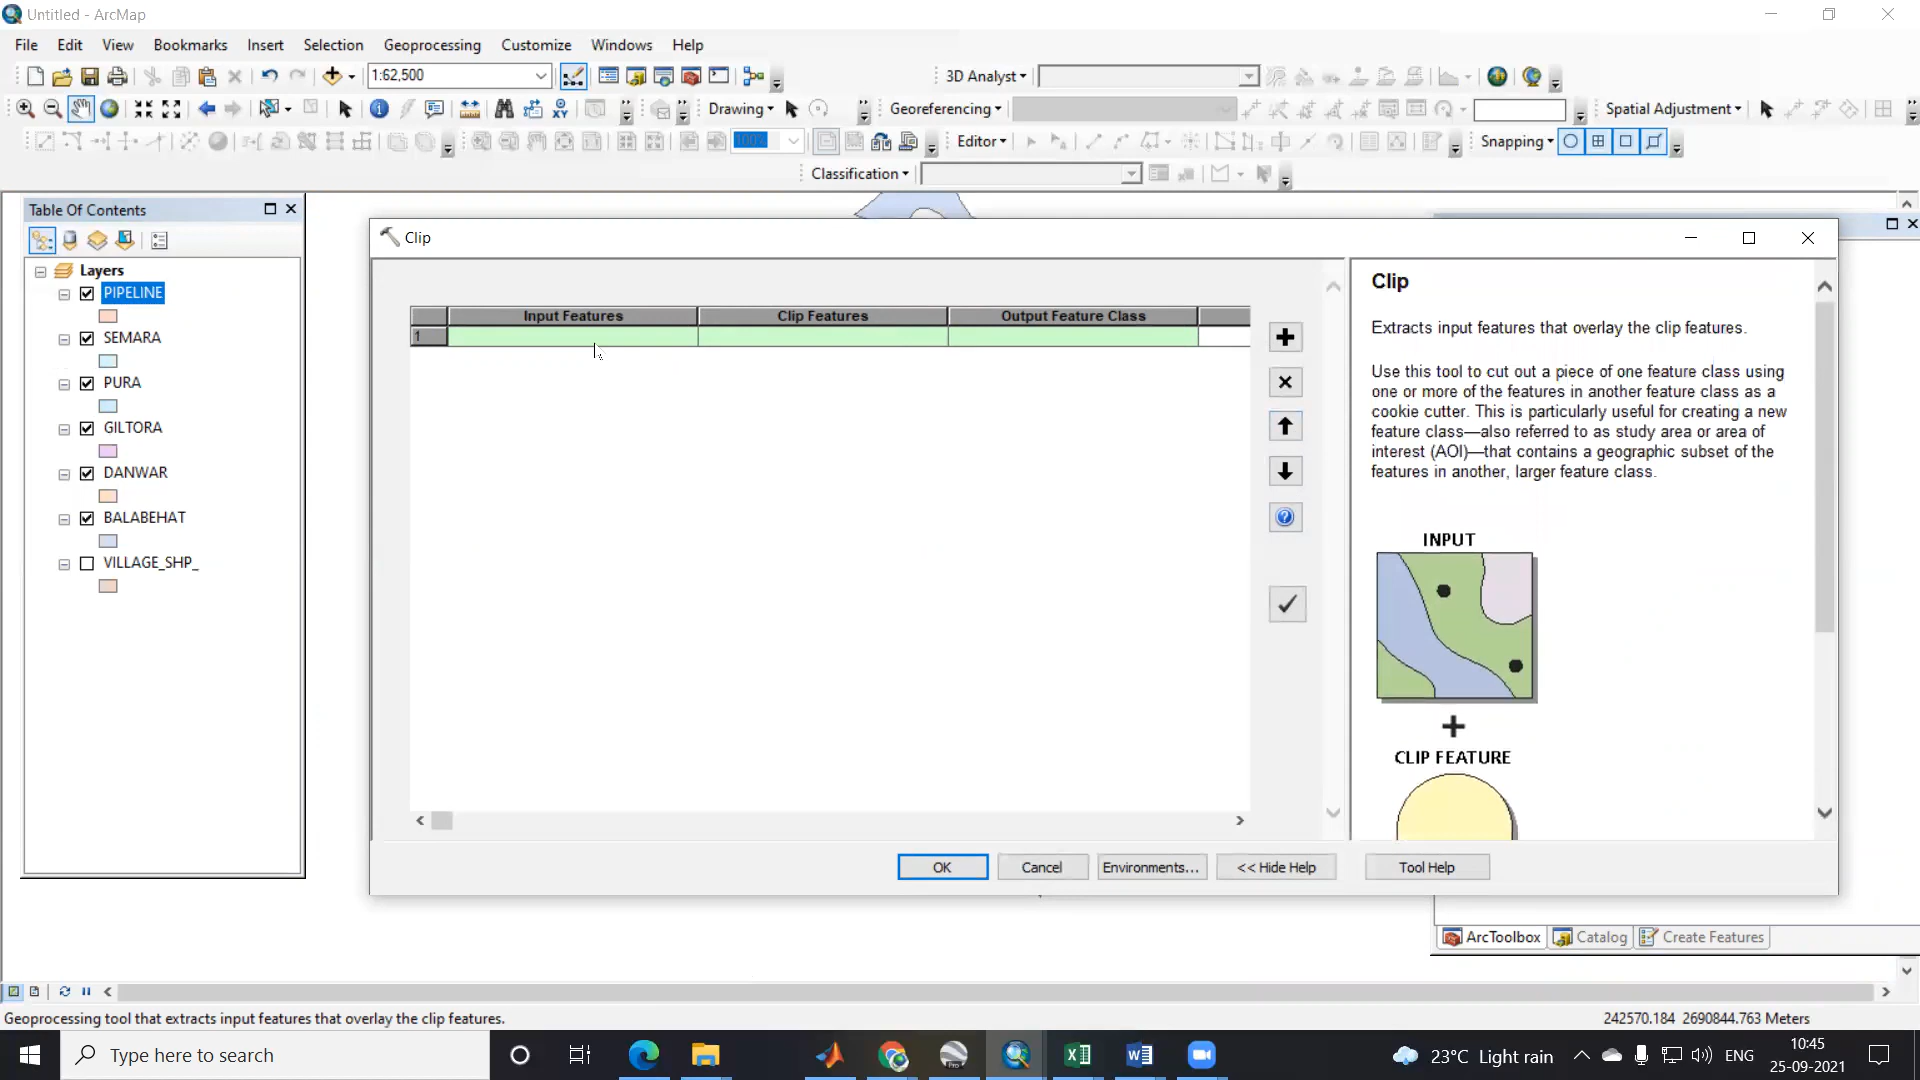 Untitled - ArcMap
File Edit View Bookmarks Insert Selection Geoprocessing Customize Windows Help
1:62,500
3D Analyst
Drawing
Georeferencing
Spatial Adjustment
100%
Editor
Snapping
Classification
Table Of Contents
Layers
PIPELINE
SEMARA
PURA
GILTORA
DANWAR
BALABEHAT
VILLAGE_SHP_
Clip
Input Features Clip Features Output Feature Class
1
Clip
Extracts input features that overlay the clip features.
Use this tool to cut out a piece of one feature class using
one or more of the features in another feature class as a
cookie cutter. This is particularly useful for creating a new
feature class—also referred to as study area or area of
interest (AOI)—that contains a geographic subset of the
features in another, larger feature class.
INPUT
+
CLIP FEATURE
OK Cancel Environments... << Hide Help Tool Help
ArcToolbox Catalog Create Features
Geoprocessing tool that extracts input features that overlay the clip features.
242570.184 2690844.763 Meters
Type here to search
23°C Light rain
ENG
10:45
25-09-2021